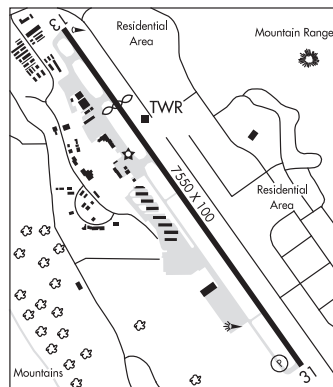 13
Residential
Area
Mountain Range
TWR
7550 X 100
Residential
Area
Mountains
P
31